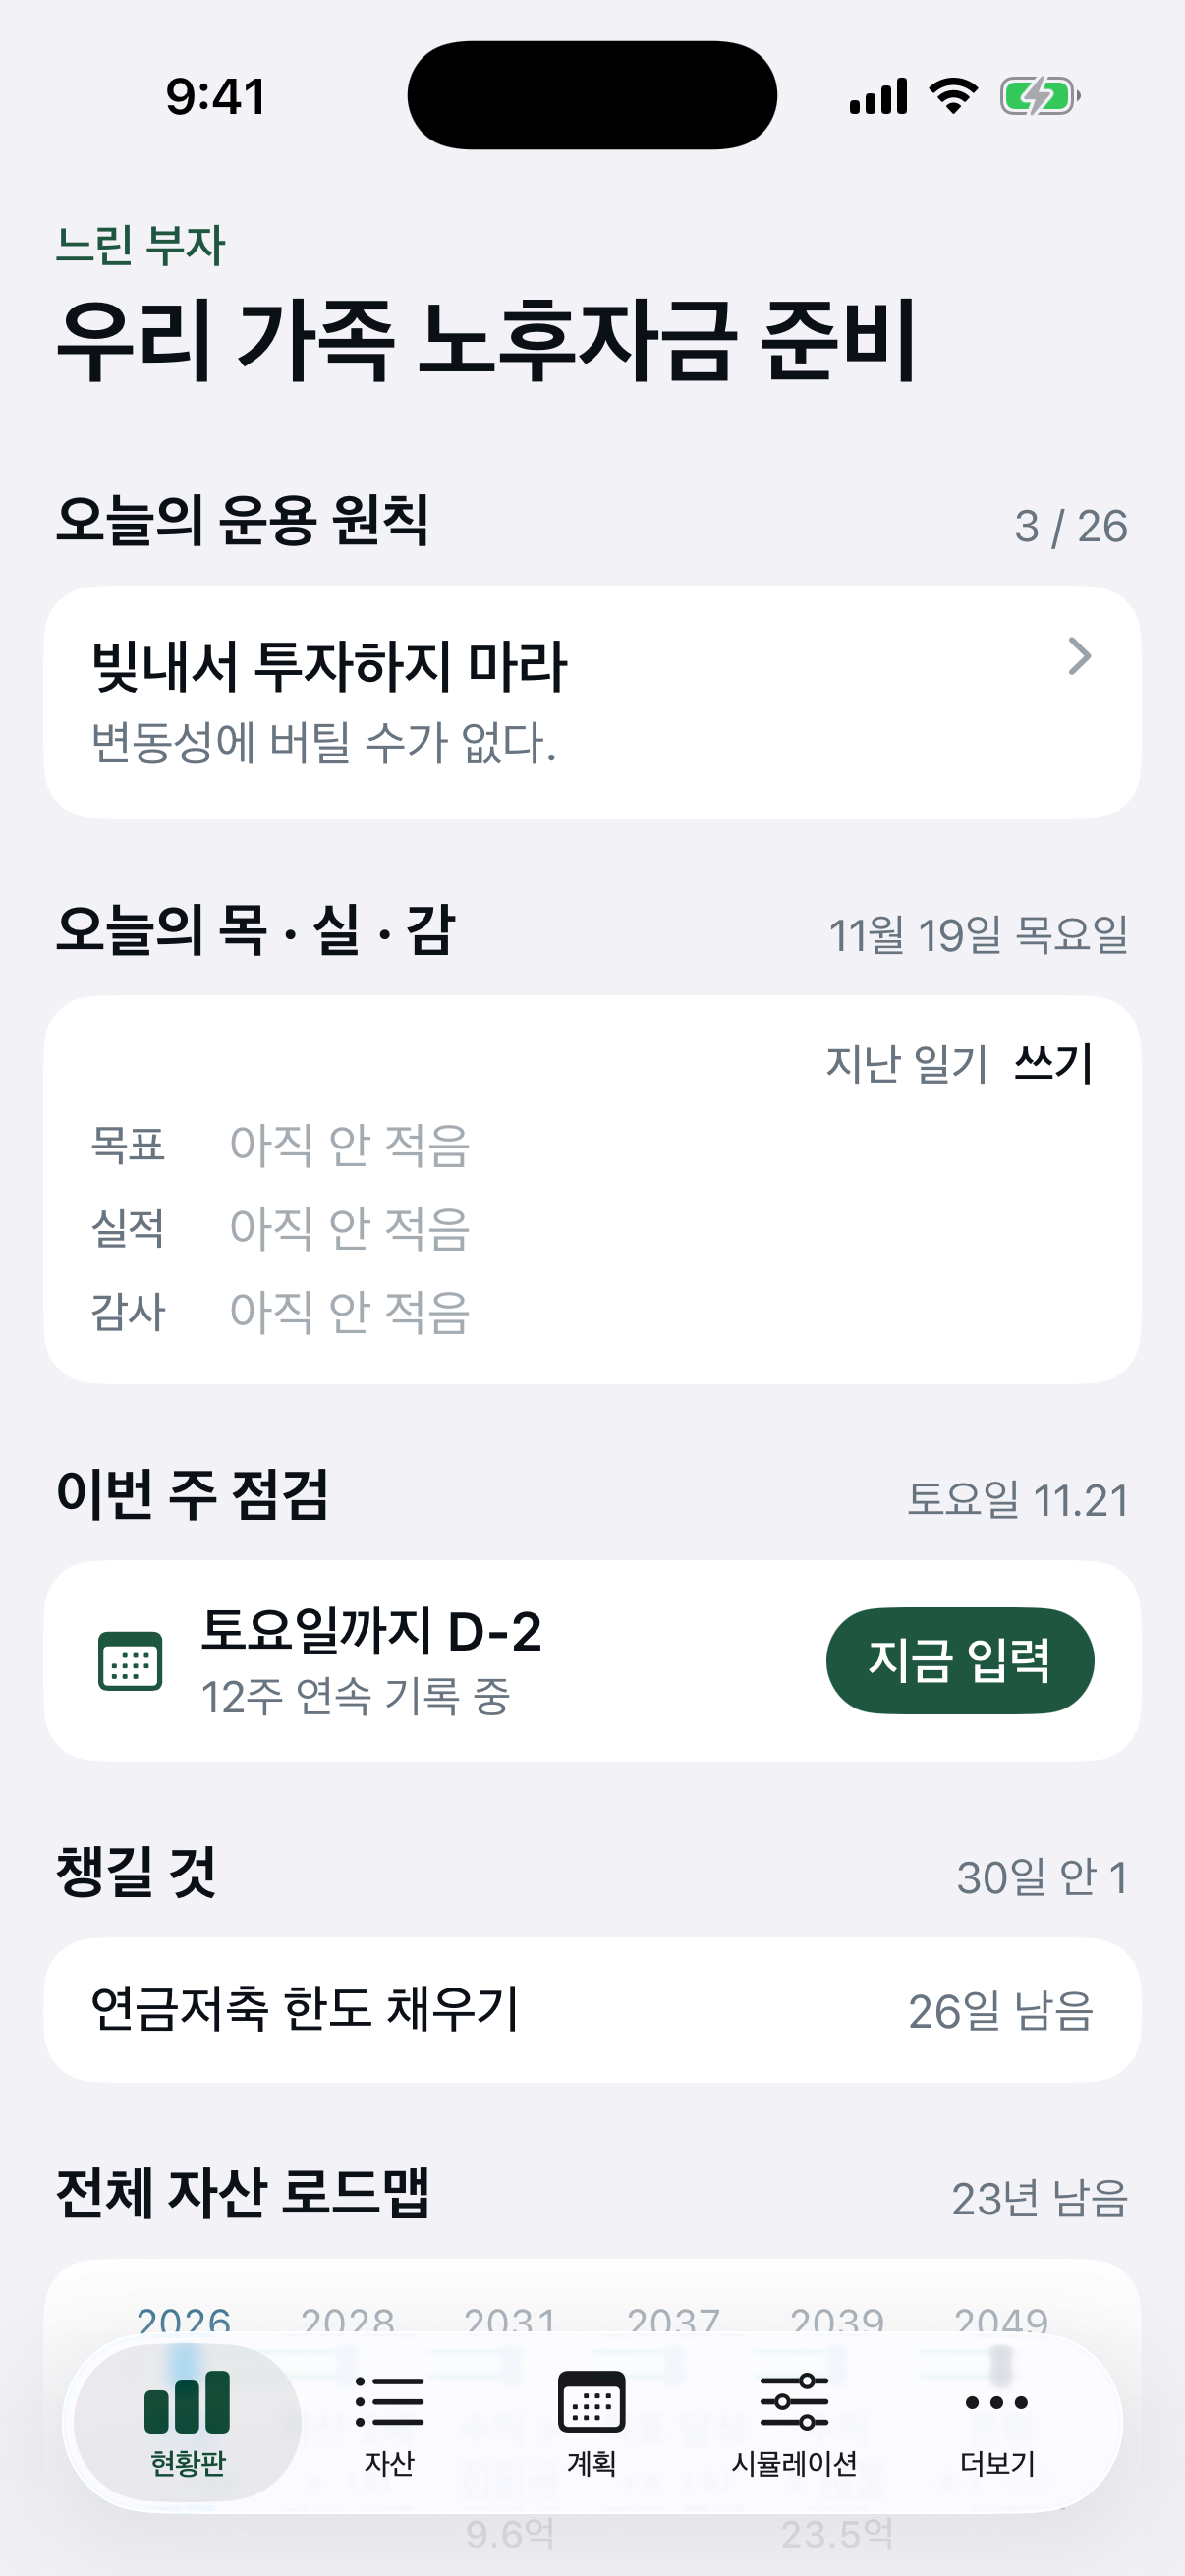 9:41
느린 부자
우리 가족 노후자금 준비
오늘의 운용 원칙
3 / 26
빚내서 투자하지 마라
변동성에 버틸 수가 없다.
오늘의 목 · 실 · 감
11월 19일 목요일
지난 일기 쓰기
목표 아직 안 적음
실적 아직 안 적음
감사 아직 안 적음
이번 주 점검
토요일 11.21
토요일까지 D-2
12주 연속 기록 중
지금 입력
챙길 것
30일 안 1
연금저축 한도 채우기
26일 남음
전체 자산 로드맵
23년 남음
2026 2028 2031 2037 2039 2049
현황판 자산 계획 시뮬레이션 더보기
9.6억 23.5억